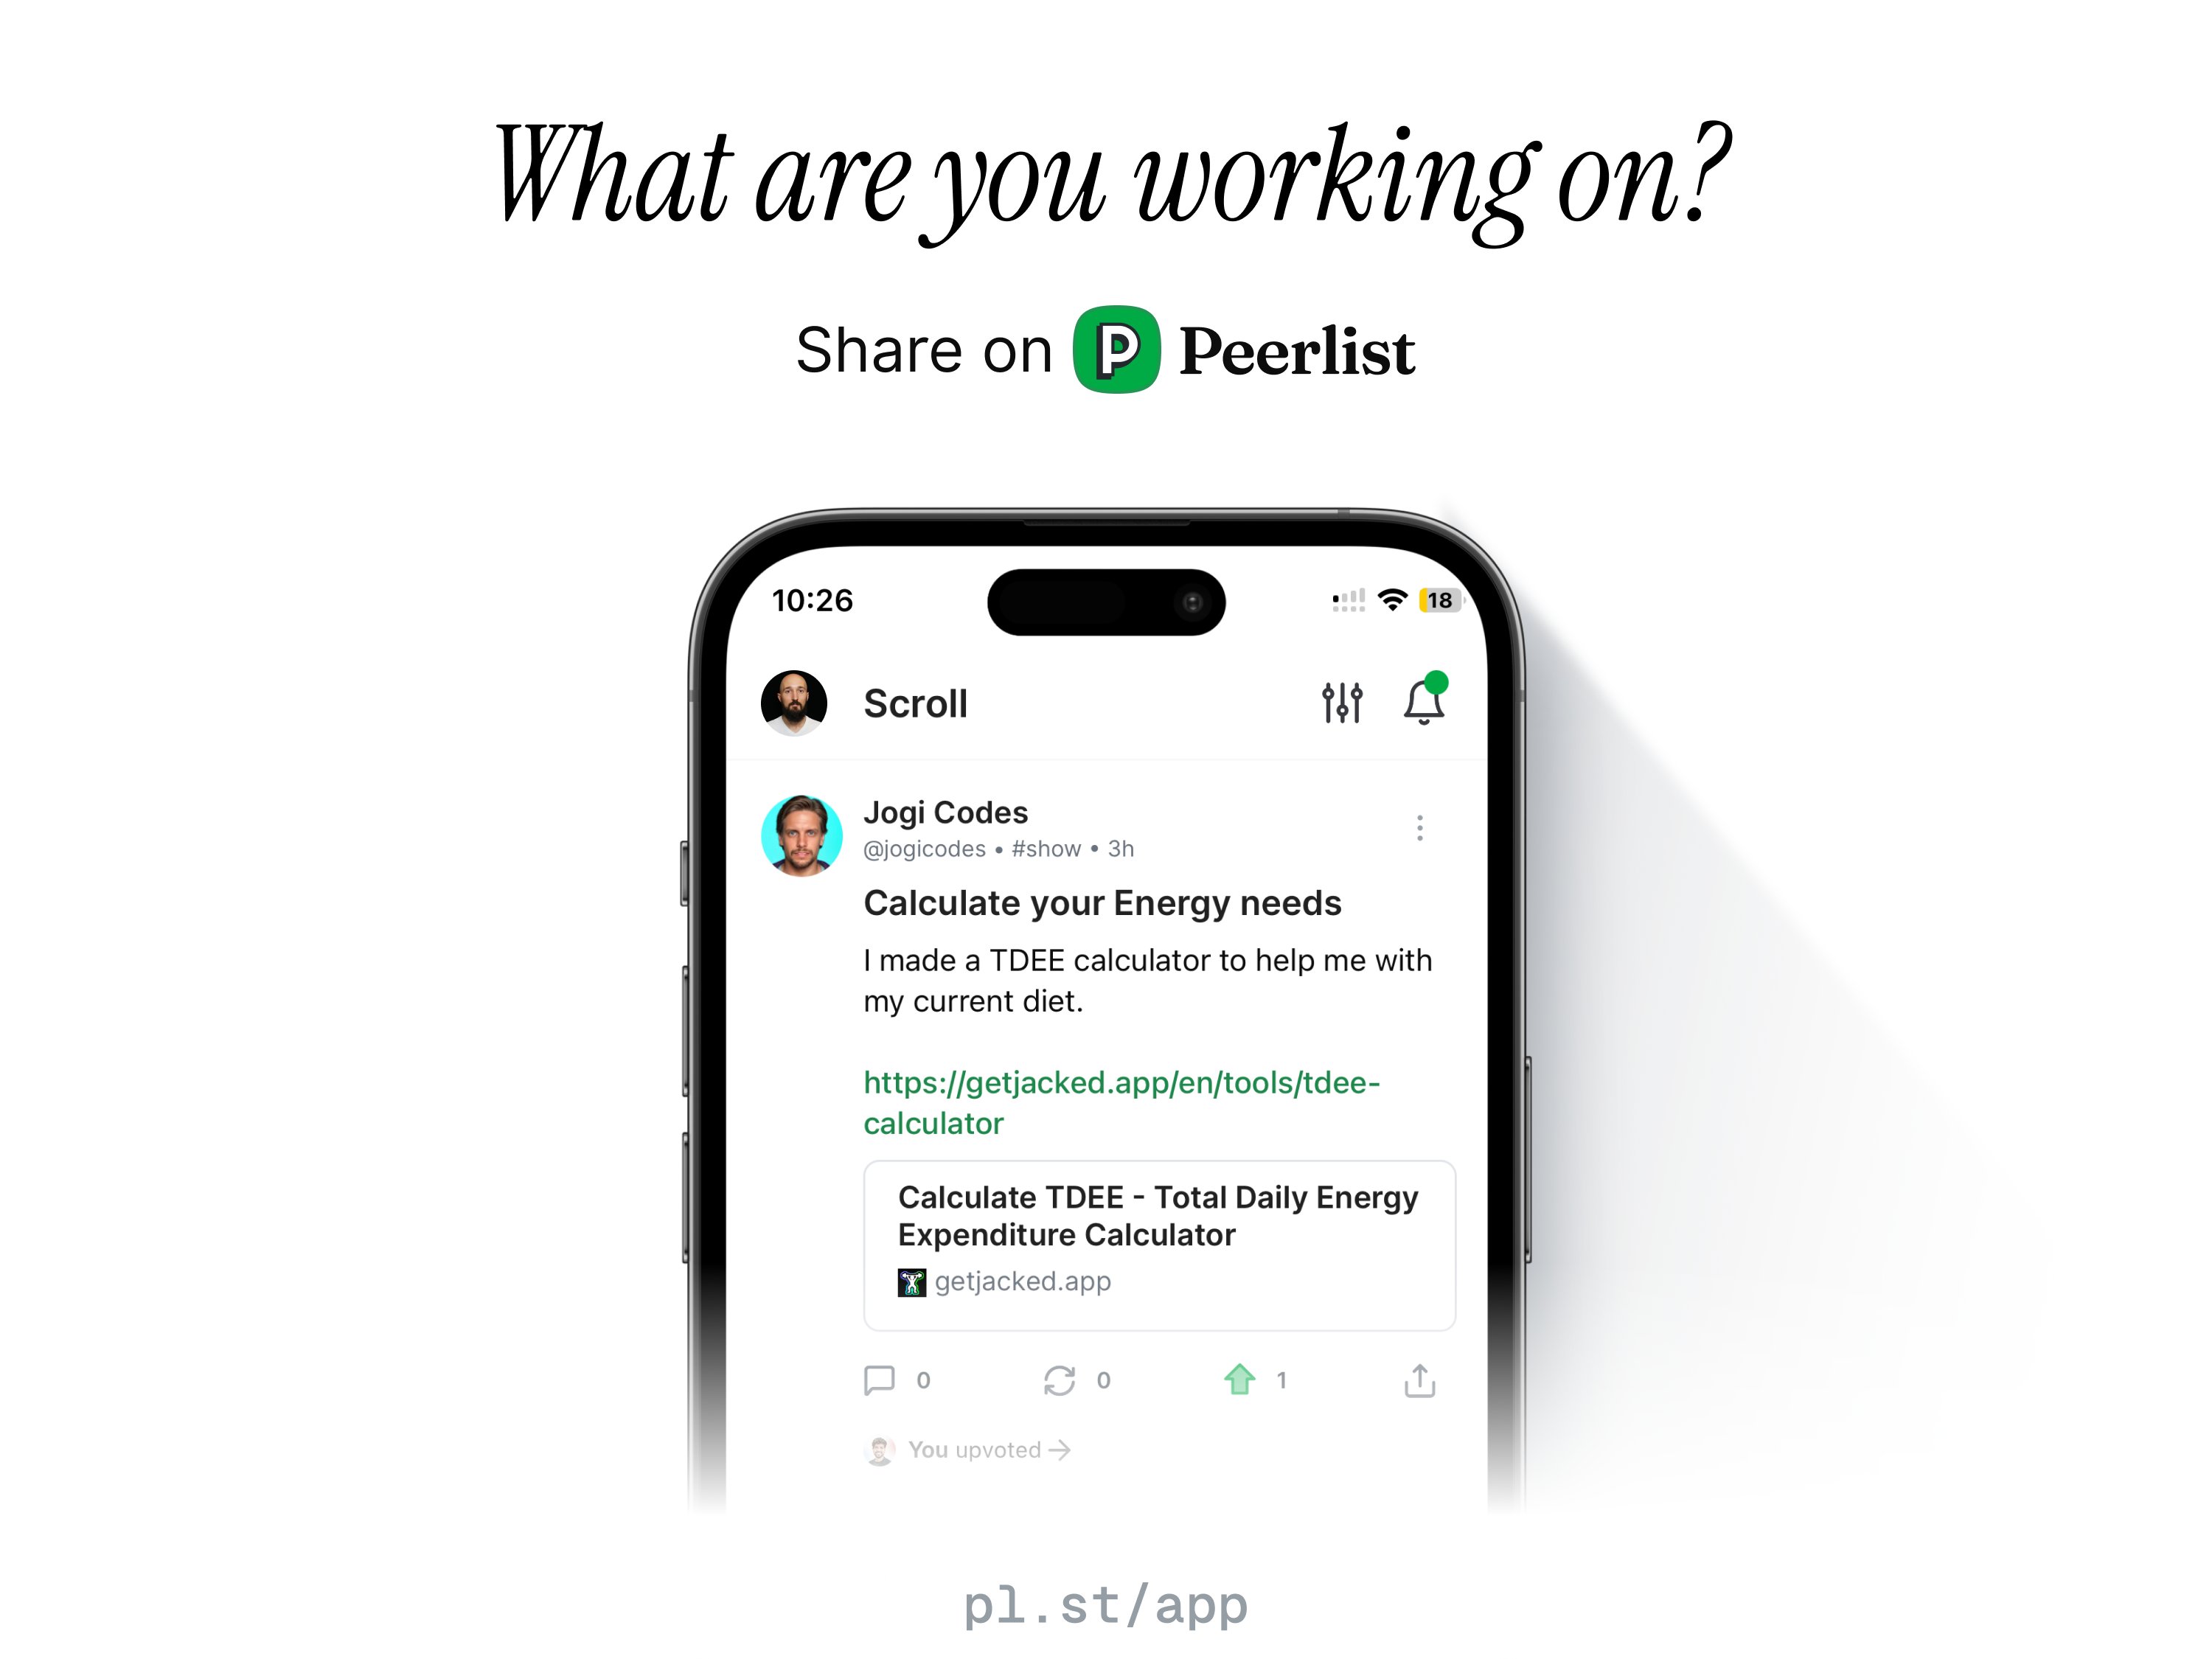 What are you working on?
Share on P Peerlist
10:26
18
Scroll
Jogi Codes
@jogicodes • #show • 3h
Calculate your Energy needs
I made a TDEE calculator to help me with
my current diet.
https://getjacked.app/en/tools/tdee-
calculator
Calculate TDEE - Total Daily Energy
Expenditure Calculator
getjacked.app
0 0 1
You upvoted →
pl.st/app